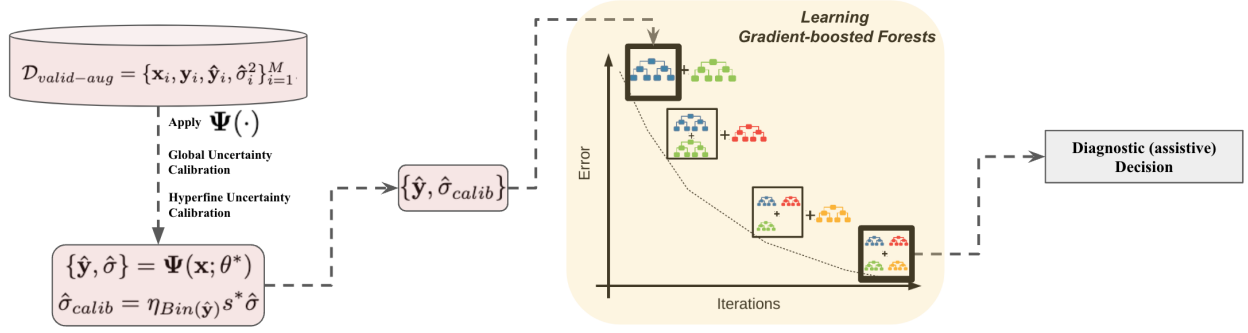 𝒟_{valid-aug} = {x_i, y_i, ŷ_i, σ̂_i^2}_{i=1}^M.
Apply Ψ(·)
Global Uncertainty
Calibration
Hyperfine Uncertainty
Calibration
{ŷ, σ̂} = Ψ(x; θ*)
σ̂_{calib} = η_{Bin(ŷ)} s* σ̂
{ŷ, σ̂_{calib}}
Learning
Gradient-boosted Forests
Error
+
+
+
+
+
+
+
Iterations
Diagnostic (assistive)
Decision